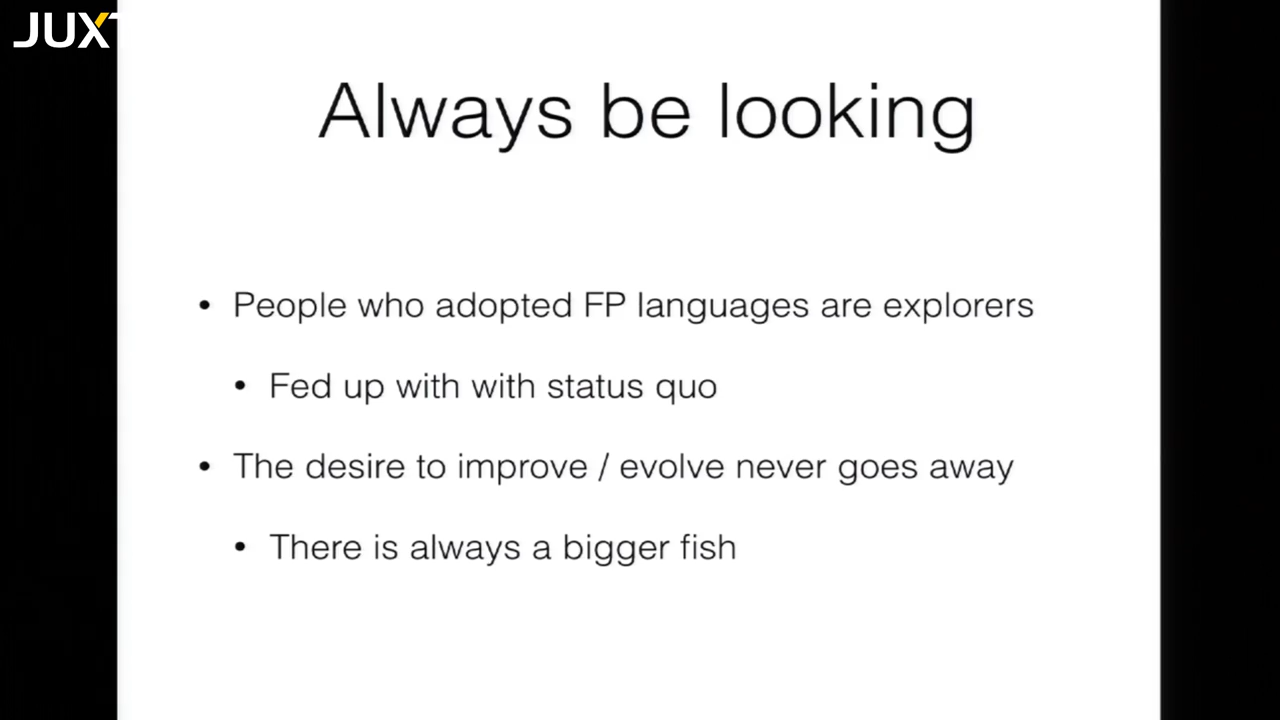 JUXT
Always be looking
• People who adopted FP languages are explorers
• Fed up with with status quo
• The desire to improve / evolve never goes away
• There is always a bigger fish